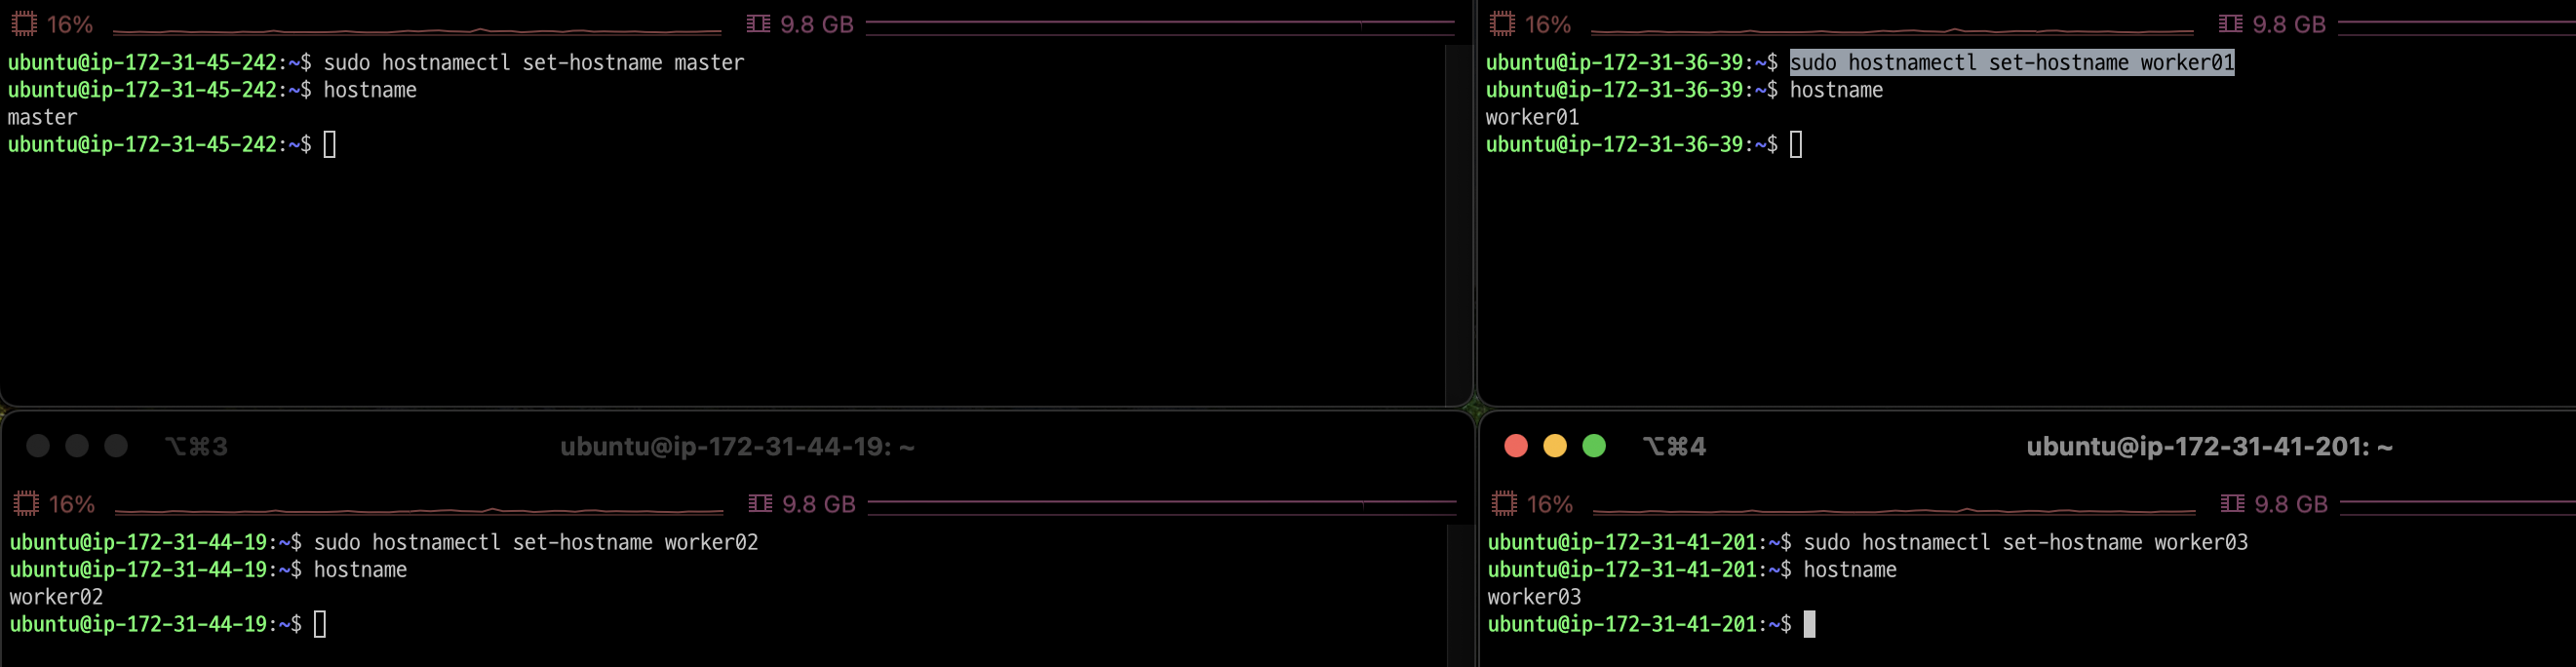 16% 9.8 GB
ubuntu@ip-172-31-45-242:~$ sudo hostnamectl set-hostname master
ubuntu@ip-172-31-45-242:~$ hostname
master
ubuntu@ip-172-31-45-242:~$
16% 9.8 GB
ubuntu@ip-172-31-36-39:~$ sudo hostnamectl set-hostname worker01
ubuntu@ip-172-31-36-39:~$ hostname
worker01
ubuntu@ip-172-31-36-39:~$
⌥⌘3 ubuntu@ip-172-31-44-19: ~
16% 9.8 GB
ubuntu@ip-172-31-44-19:~$ sudo hostnamectl set-hostname worker02
ubuntu@ip-172-31-44-19:~$ hostname
worker02
ubuntu@ip-172-31-44-19:~$
⌥⌘4 ubuntu@ip-172-31-41-201: ~
16% 9.8 GB
ubuntu@ip-172-31-41-201:~$ sudo hostnamectl set-hostname worker03
ubuntu@ip-172-31-41-201:~$ hostname
worker03
ubuntu@ip-172-31-41-201:~$